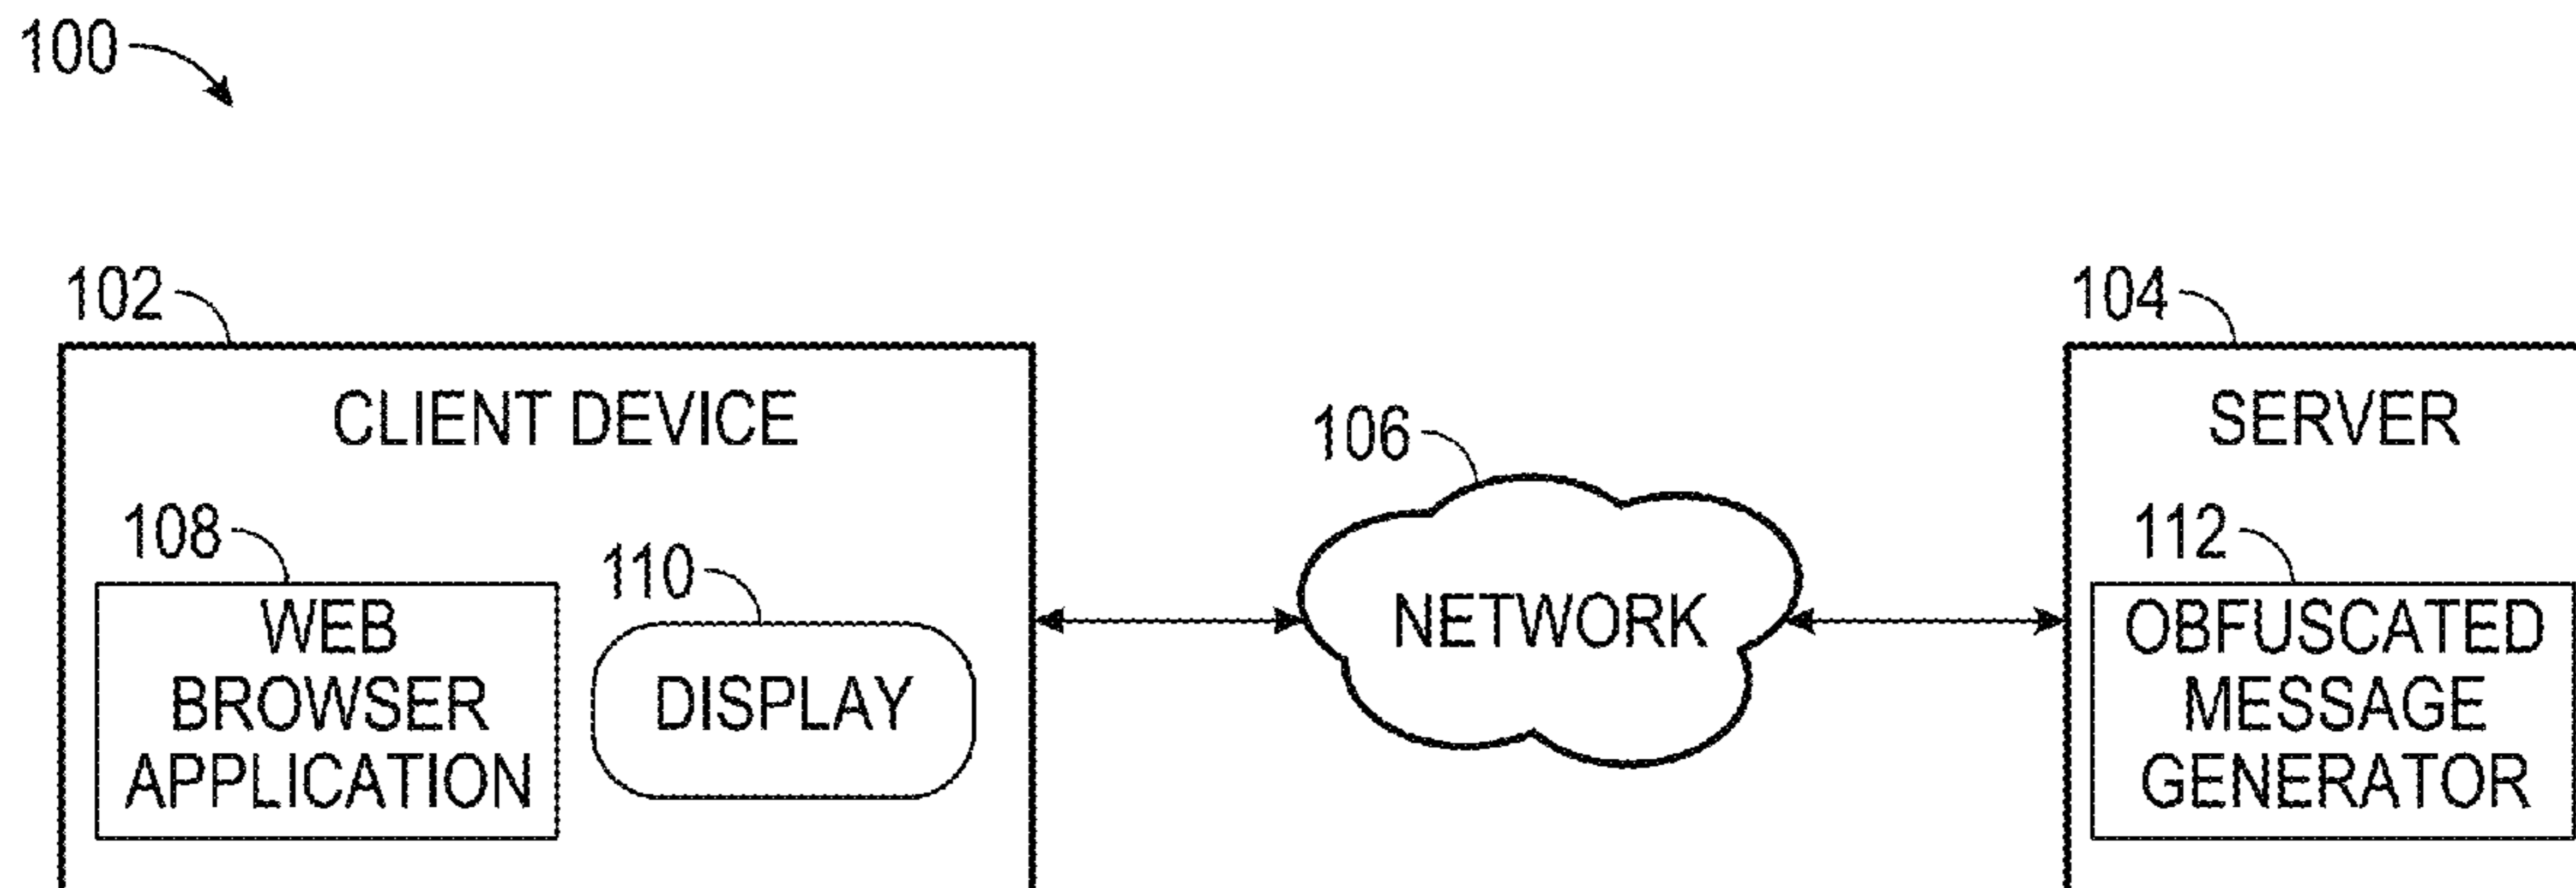 100
102
104
CLIENT DEVICE
SERVER
106
108
110
112
WEB
BROWSER
APPLICATION
DISPLAY
NETWORK
OBFUSCATED
MESSAGE
GENERATOR